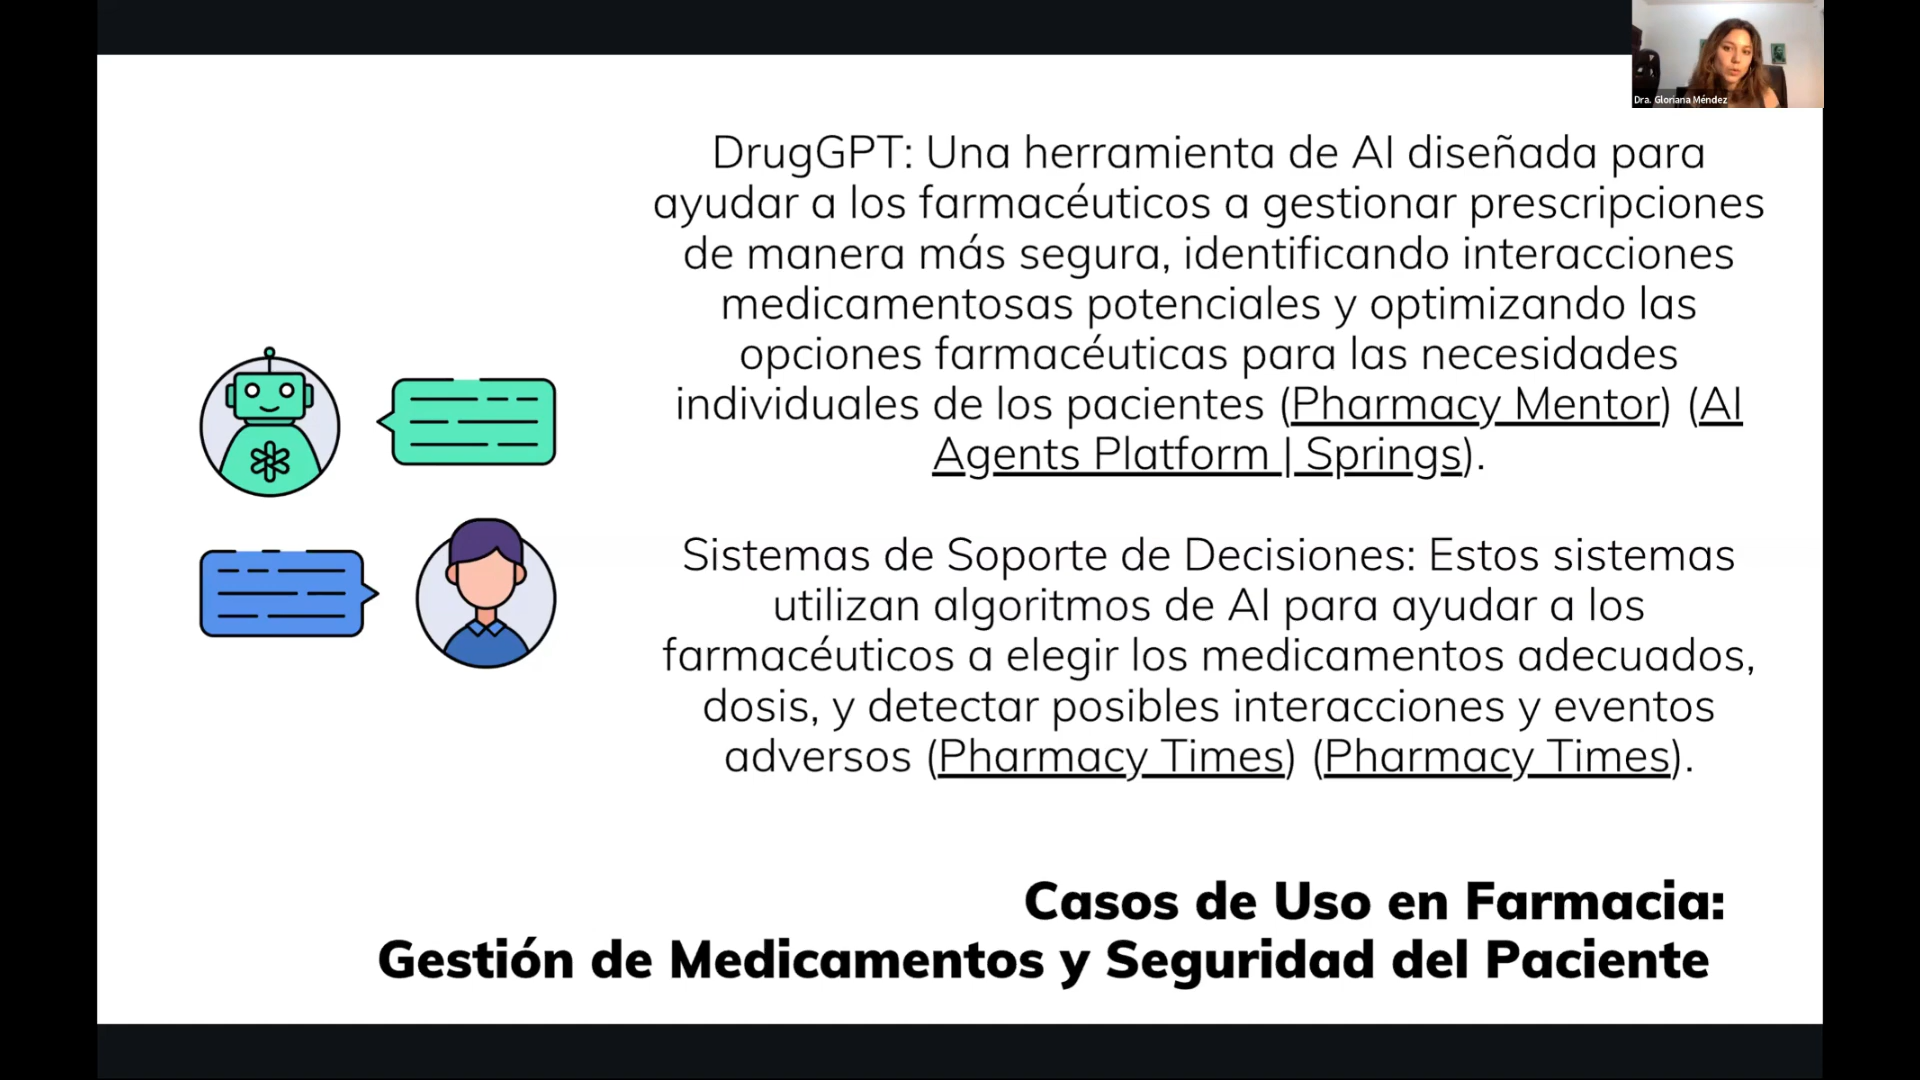 Dra. Gloriana Méndez
DrugGPT: Una herramienta de AI diseñada para
ayudar a los farmacéuticos a gestionar prescripciones
de manera más segura, identificando interacciones
medicamentosas potenciales y optimizando las
opciones farmacéuticas para las necesidades
individuales de los pacientes (Pharmacy Mentor) (AI
Agents Platform | Springs).
Sistemas de Soporte de Decisiones: Estos sistemas
utilizan algoritmos de AI para ayudar a los
farmacéuticos a elegir los medicamentos adecuados,
dosis, y detectar posibles interacciones y eventos
adversos (Pharmacy Times) (Pharmacy Times).
Casos de Uso en Farmacia:
Gestión de Medicamentos y Seguridad del Paciente